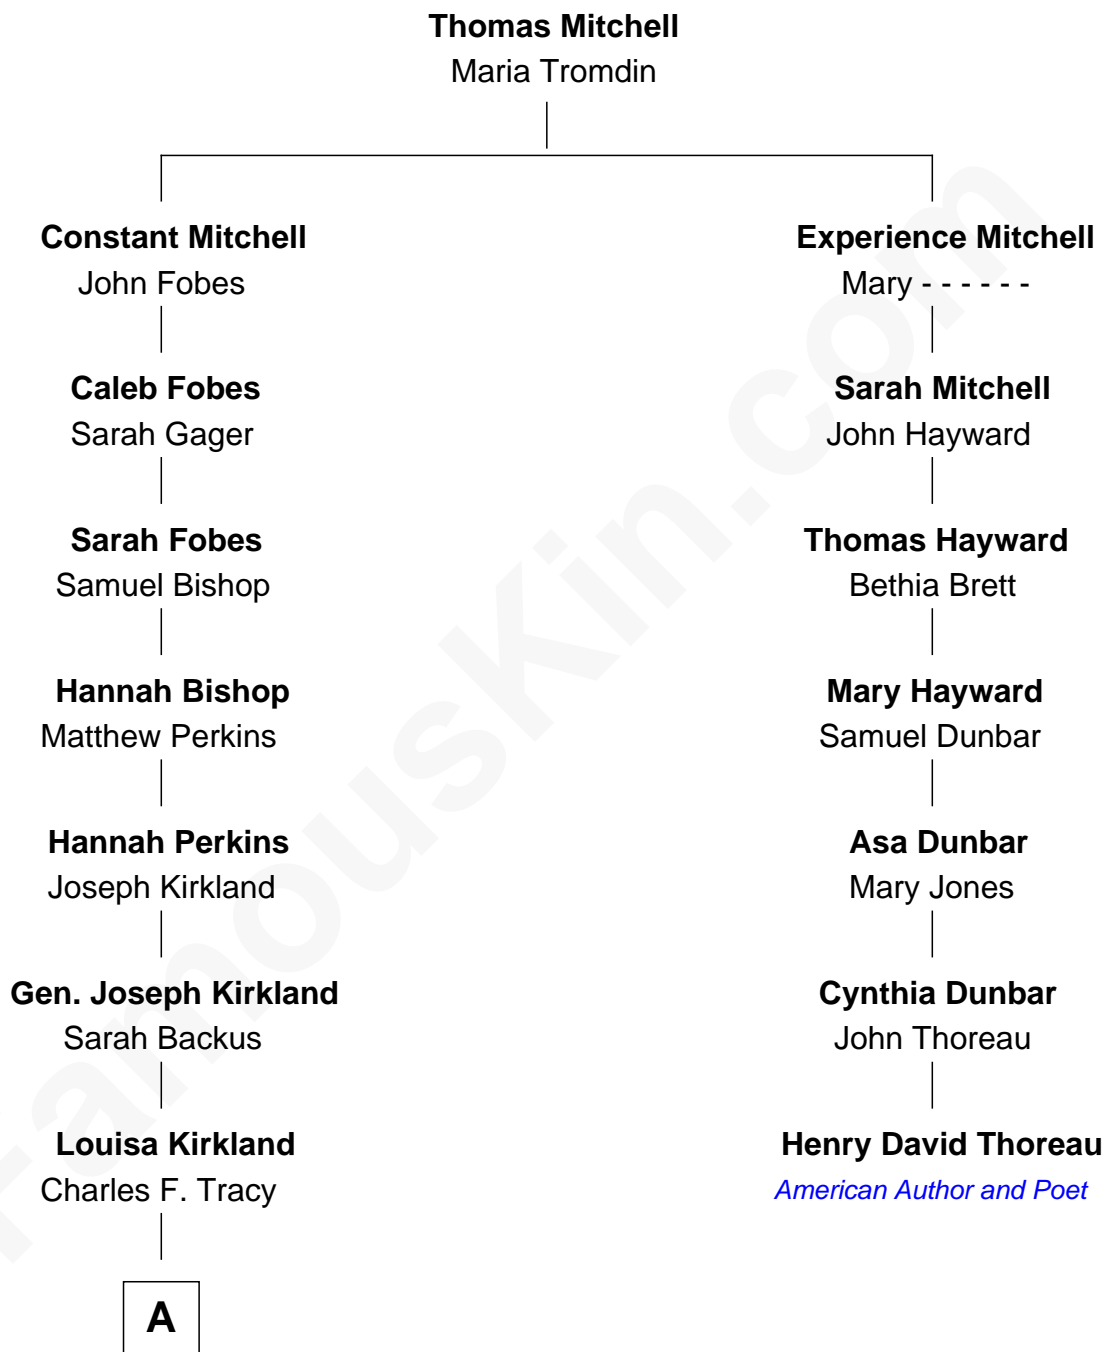 Thomas Mitchell
Maria Tromdin
Constant Mitchell
John Fobes
Experience Mitchell
Mary - - - - - -
Caleb Fobes
Sarah Gager
Sarah Mitchell
John Hayward
Sarah Fobes
Samuel Bishop
Thomas Hayward
Bethia Brett
Hannah Bishop
Matthew Perkins
Mary Hayward
Samuel Dunbar
Hannah Perkins
Joseph Kirkland
Asa Dunbar
Mary Jones
Gen. Joseph Kirkland
Sarah Backus
Cynthia Dunbar
John Thoreau
Louisa Kirkland
Charles F. Tracy
Henry David Thoreau
American Author and Poet
A
FamousKin.com